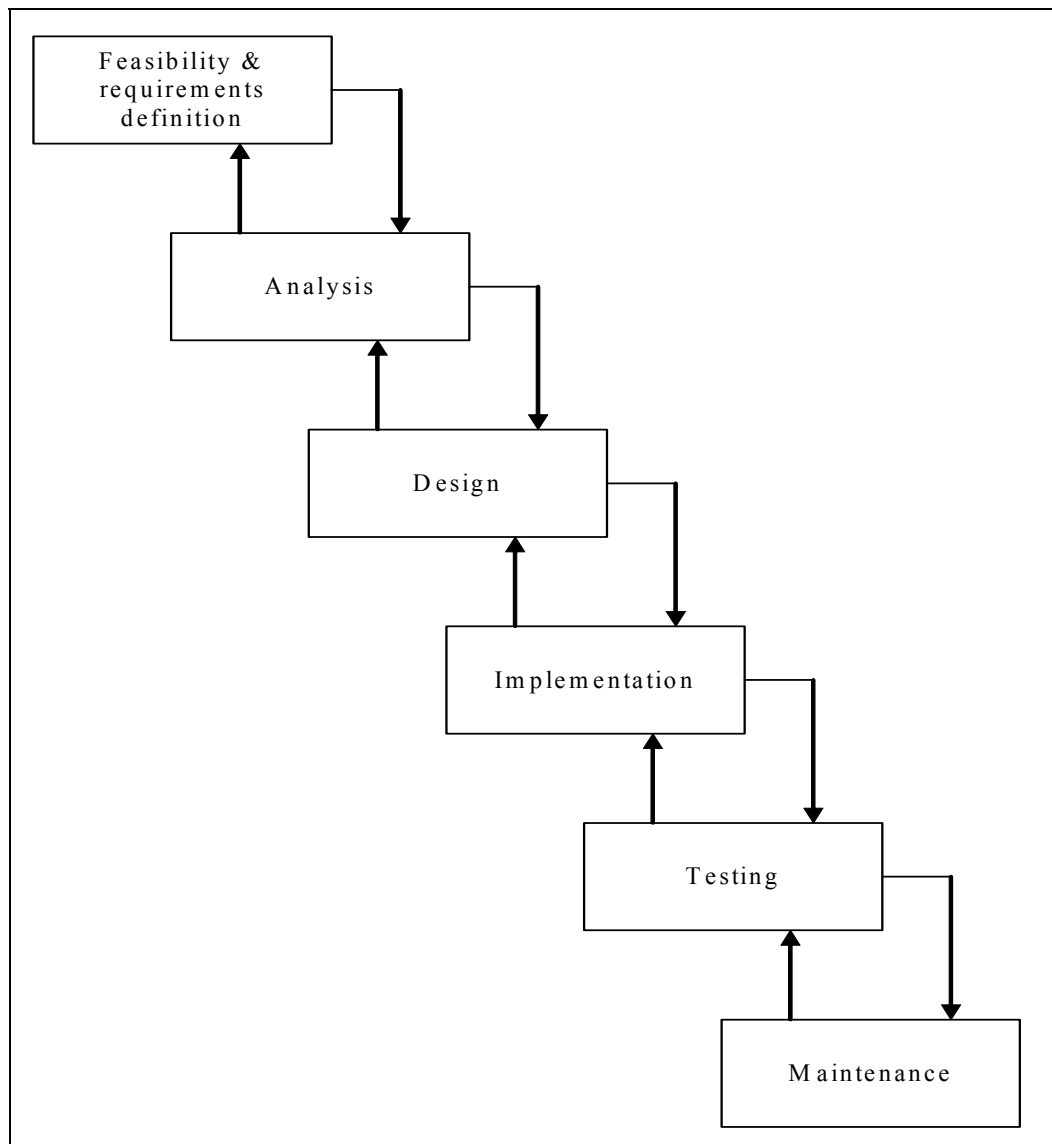 Feasibility &
requirements
definition
Analysis
Design
Implementation
Testing
Maintenance